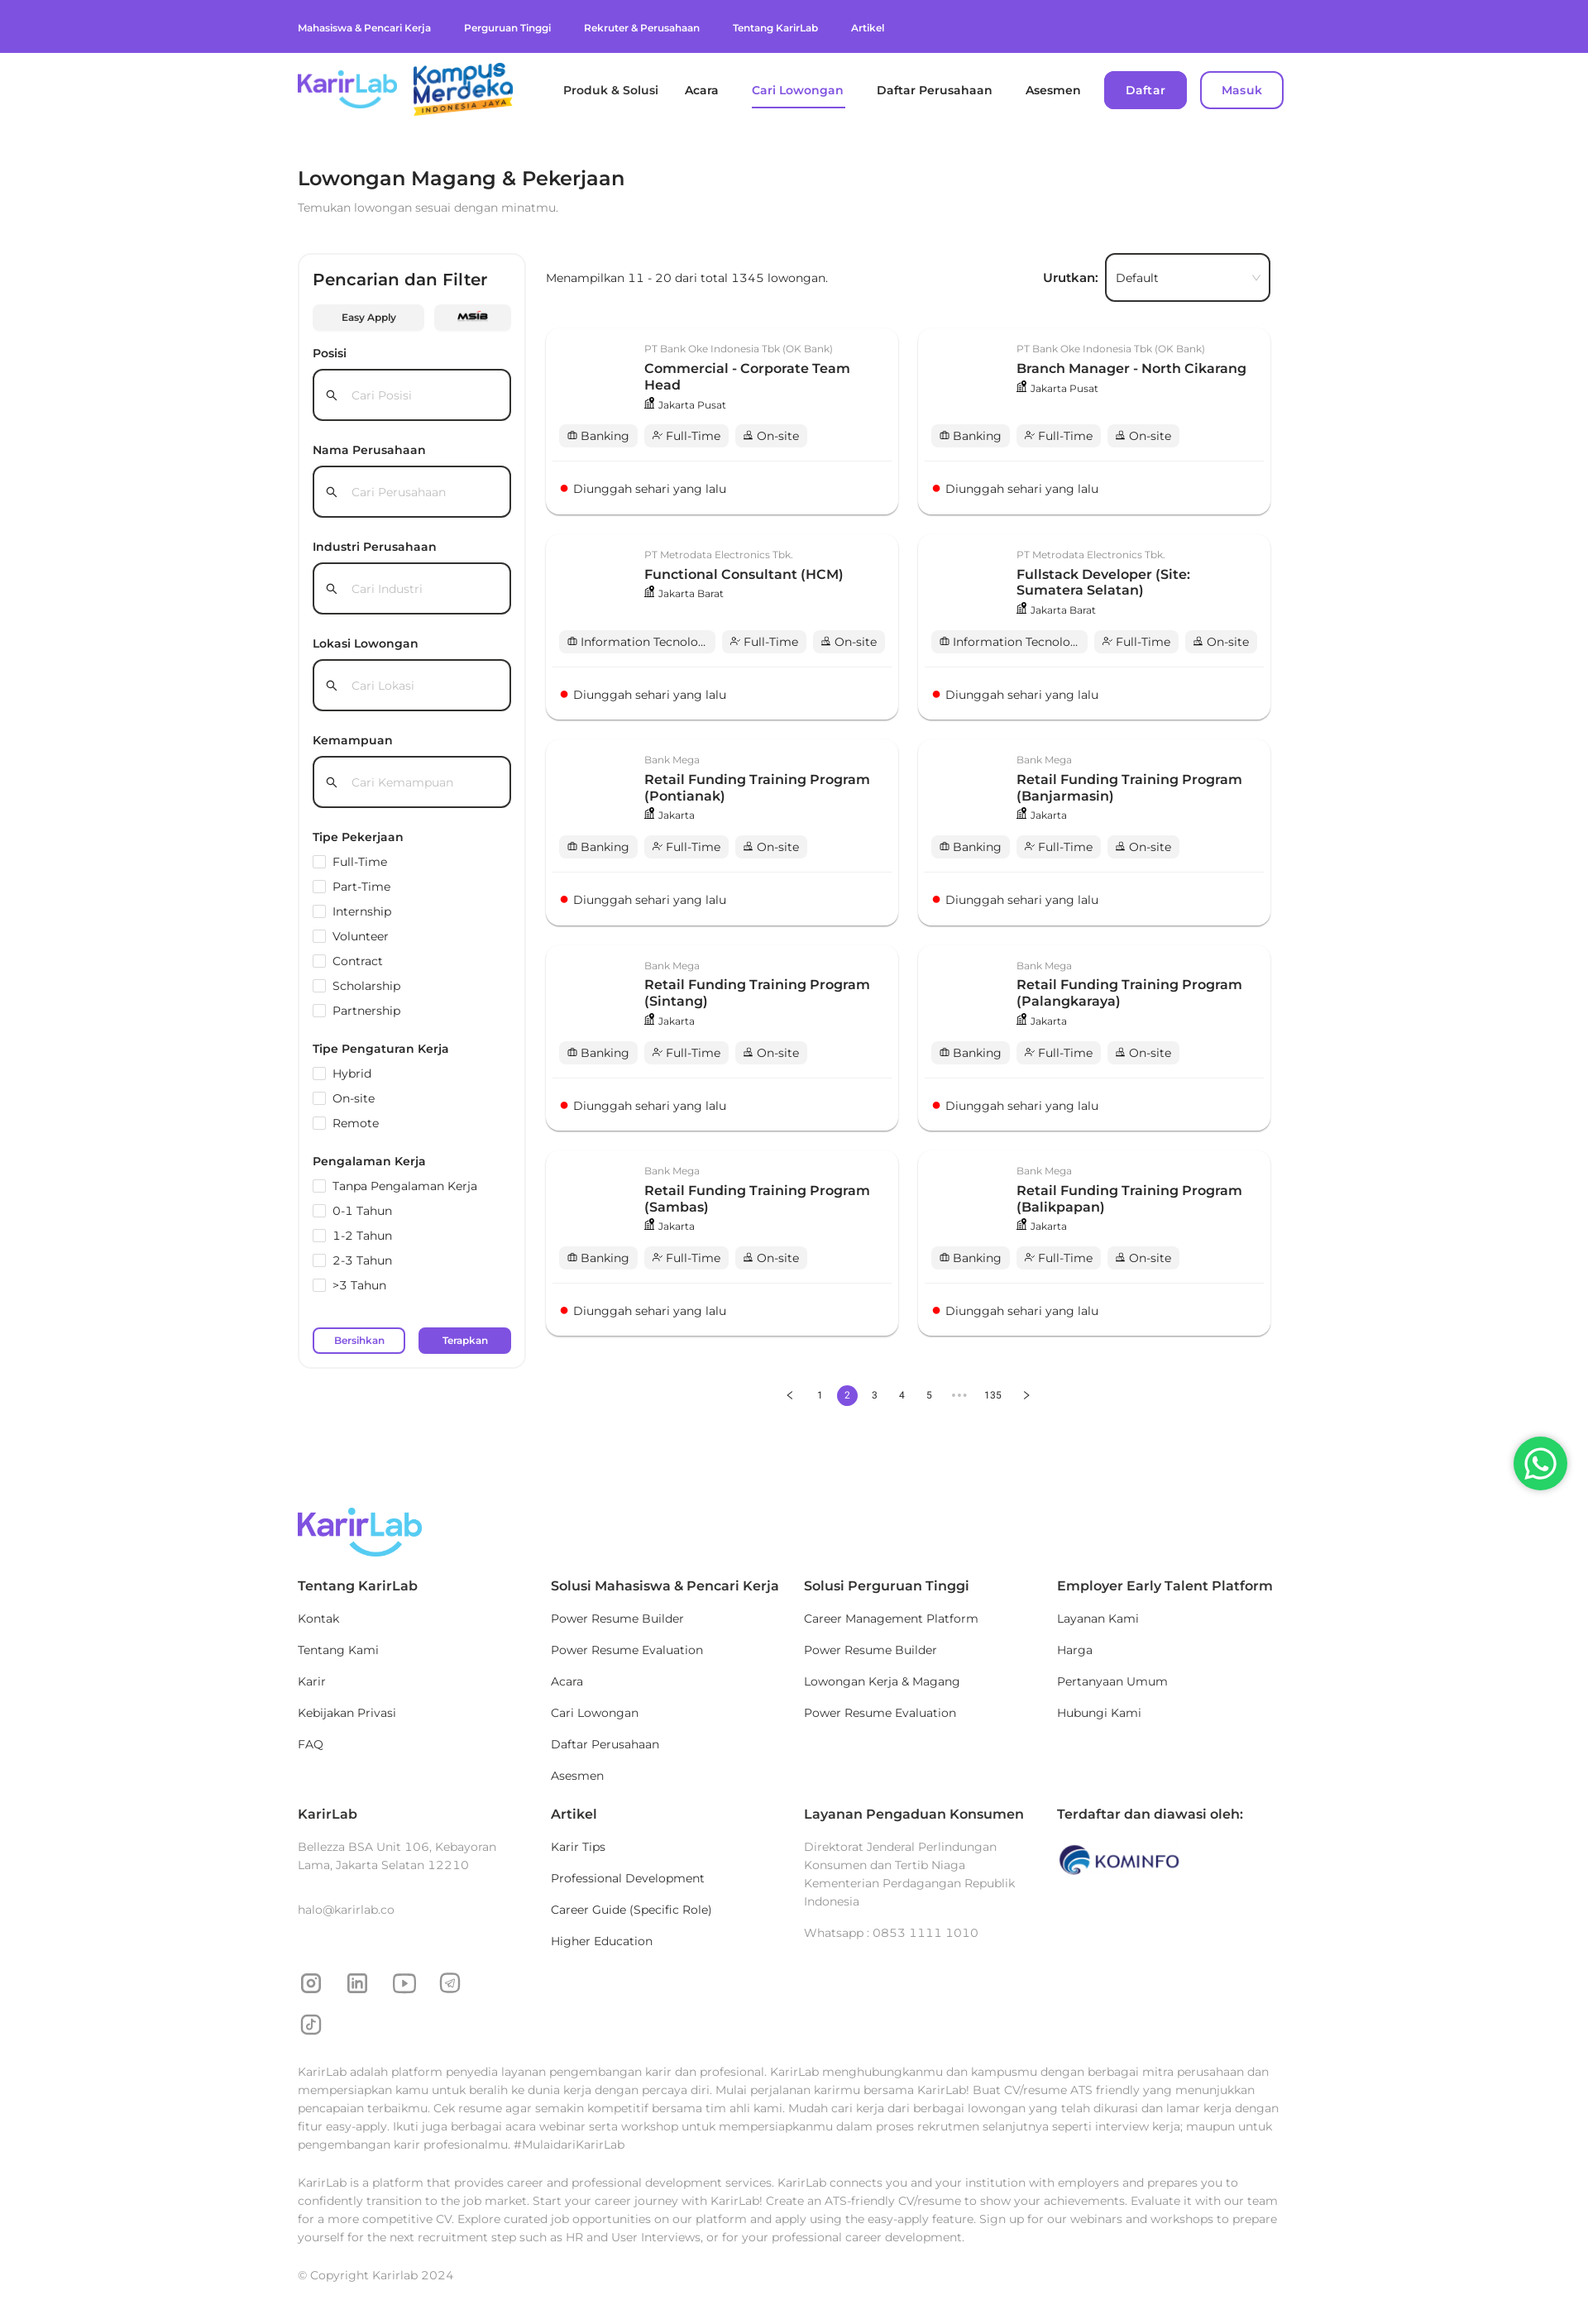 Mahasiswa & Pencari Kerja
Perguruan Tinggi
Rekruter & Perusahaan
Tentang KarirLab
Artikel
KarirLab
Kampus
Merdeka
INDONESIA JAYA
Produk & Solusi
Acara
Cari Lowongan
Daftar Perusahaan
Asesmen
Daftar
Masuk
Lowongan Magang & Pekerjaan
Temukan lowongan sesuai dengan minatmu.
Pencarian dan Filter
Easy Apply
MSIB
Posisi
Cari Posisi
Nama Perusahaan
Cari Perusahaan
Industri Perusahaan
Cari Industri
Lokasi Lowongan
Cari Lokasi
Kemampuan
Cari Kemampuan
Tipe Pekerjaan
Full-Time
Part-Time
Internship
Volunteer
Contract
Scholarship
Partnership
Tipe Pengaturan Kerja
Hybrid
On-site
Remote
Pengalaman Kerja
Tanpa Pengalaman Kerja
0-1 Tahun
1-2 Tahun
2-3 Tahun
>3 Tahun
Bersihkan
Terapkan
Menampilkan 11 - 20 dari total 1345 lowongan.
Urutkan:
Default
PT Bank Oke Indonesia Tbk (OK Bank)
Commercial - Corporate Team
Head
Jakarta Pusat
Banking
Full-Time
On-site
Diunggah sehari yang lalu
PT Bank Oke Indonesia Tbk (OK Bank)
Branch Manager - North Cikarang
Jakarta Pusat
Banking
Full-Time
On-site
Diunggah sehari yang lalu
PT Metrodata Electronics Tbk.
Functional Consultant (HCM)
Jakarta Barat
Information Tecnolo...
Full-Time
On-site
Diunggah sehari yang lalu
PT Metrodata Electronics Tbk.
Fullstack Developer (Site:
Sumatera Selatan)
Jakarta Barat
Information Tecnolo...
Full-Time
On-site
Diunggah sehari yang lalu
Bank Mega
Retail Funding Training Program
(Pontianak)
Jakarta
Banking
Full-Time
On-site
Diunggah sehari yang lalu
Bank Mega
Retail Funding Training Program
(Banjarmasin)
Jakarta
Banking
Full-Time
On-site
Diunggah sehari yang lalu
Bank Mega
Retail Funding Training Program
(Sintang)
Jakarta
Banking
Full-Time
On-site
Diunggah sehari yang lalu
Bank Mega
Retail Funding Training Program
(Palangkaraya)
Jakarta
Banking
Full-Time
On-site
Diunggah sehari yang lalu
Bank Mega
Retail Funding Training Program
(Sambas)
Jakarta
Banking
Full-Time
On-site
Diunggah sehari yang lalu
Bank Mega
Retail Funding Training Program
(Balikpapan)
Jakarta
Banking
Full-Time
On-site
Diunggah sehari yang lalu
1 2 3 4 5 ••• 135
KarirLab
Tentang KarirLab
Kontak
Tentang Kami
Karir
Kebijakan Privasi
FAQ
Solusi Mahasiswa & Pencari Kerja
Power Resume Builder
Power Resume Evaluation
Acara
Cari Lowongan
Daftar Perusahaan
Asesmen
Solusi Perguruan Tinggi
Career Management Platform
Power Resume Builder
Lowongan Kerja & Magang
Power Resume Evaluation
Employer Early Talent Platform
Layanan Kami
Harga
Pertanyaan Umum
Hubungi Kami
KarirLab
Bellezza BSA Unit 106, Kebayoran
Lama, Jakarta Selatan 12210
halo@karirlab.co
Artikel
Karir Tips
Professional Development
Career Guide (Specific Role)
Higher Education
Layanan Pengaduan Konsumen
Direktorat Jenderal Perlindungan
Konsumen dan Tertib Niaga
Kementerian Perdagangan Republik
Indonesia
Whatsapp : 0853 1111 1010
Terdaftar dan diawasi oleh:
KOMINFO
KarirLab adalah platform penyedia layanan pengembangan karir dan profesional. KarirLab menghubungkanmu dan kampusmu dengan berbagai mitra perusahaan dan
mempersiapkan kamu untuk beralih ke dunia kerja dengan percaya diri. Mulai perjalanan karirmu bersama KarirLab! Buat CV/resume ATS friendly yang menunjukkan
pencapaian terbaikmu. Cek resume agar semakin kompetitif bersama tim ahli kami. Mudah cari kerja dari berbagai lowongan yang telah dikurasi dan lamar kerja dengan
fitur easy-apply. Ikuti juga berbagai acara webinar serta workshop untuk mempersiapkanmu dalam proses rekrutmen selanjutnya seperti interview kerja; maupun untuk
pengembangan karir profesionalmu. #MulaidariKarirLab
KarirLab is a platform that provides career and professional development services. KarirLab connects you and your institution with employers and prepares you to
confidently transition to the job market. Start your career journey with KarirLab! Create an ATS-friendly CV/resume to show your achievements. Evaluate it with our team
for a more competitive CV. Explore curated job opportunities on our platform and apply using the easy-apply feature. Sign up for our webinars and workshops to prepare
yourself for the next recruitment step such as HR and User Interviews, or for your professional career development.
© Copyright Karirlab 2024